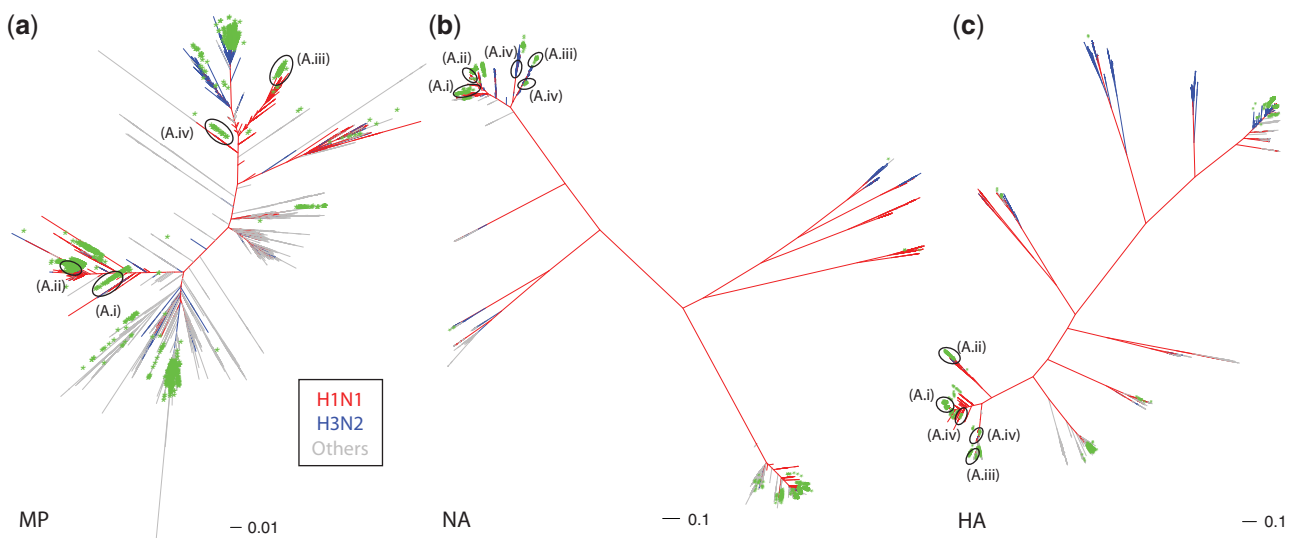 (a)
(A.iii)
(A.iv)
(A.ii)
(A.i)
H1N1
H3N2
Others
MP
0.01
(b)
(A.ii)
(A.iv)
(A.iii)
(A.i)
(A.iv)
NA
0.1
(c)
(A.ii)
(A.i)
(A.iv)
(A.iv)
(A.iii)
HA
0.1